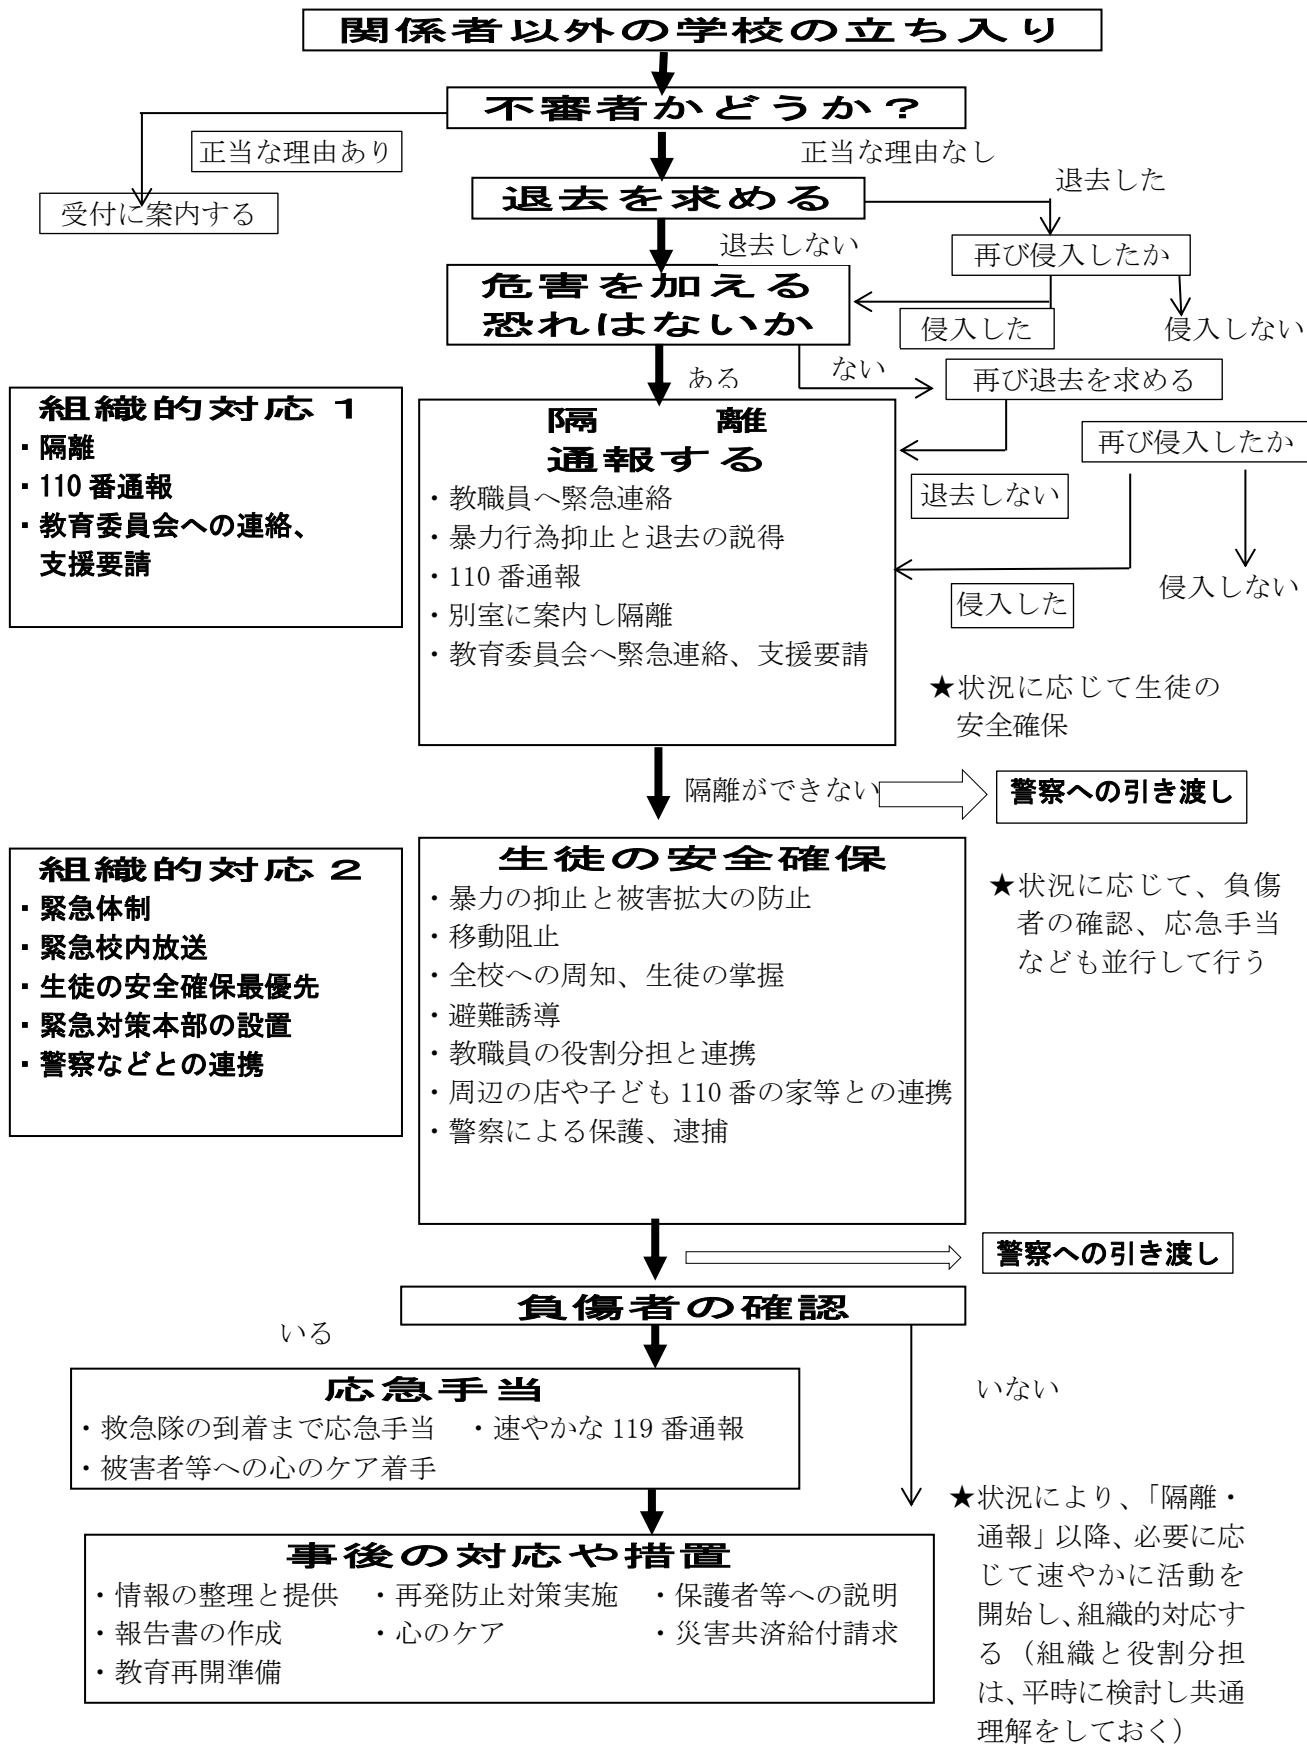 関係者以外の学校の立ち入り
不審者かどうか？
正当な理由あり
正当な理由なし
受付に案内する
退去を求める
退去した
退去しない
再び侵入したか
危害を加える
恐れはないか
侵入した
侵入しない
ある
ない
再び退去を求める
組織的対応１
・隔離
・110 番通報
・教育委員会への連絡、
支援要請
隔　　離
通報する
・教職員へ緊急連絡
・暴力行為抑止と退去の説得
・110 番通報
・別室に案内し隔離
・教育委員会へ緊急連絡、支援要請
再び侵入したか
退去しない
侵入した
侵入しない
★状況に応じて生徒の
安全確保
隔離ができない
警察への引き渡し
組織的対応２
・緊急体制
・緊急校内放送
・生徒の安全確保最優先
・緊急対策本部の設置
・警察などとの連携
生徒の安全確保
・暴力の抑止と被害拡大の防止
・移動阻止
・全校への周知、生徒の掌握
・避難誘導
・教職員の役割分担と連携
・周辺の店や子ども 110 番の家等との連携
・警察による保護、逮捕
★状況に応じて、負傷
者の確認、応急手当
なども並行して行う
警察への引き渡し
負傷者の確認
いる
いない
応急手当
・救急隊の到着まで応急手当　・速やかな 119 番通報
・被害者等への心のケア着手
事後の対応や措置
・情報の整理と提供　・再発防止対策実施　・保護者等への説明
・報告書の作成　・心のケア　・災害共済給付請求
・教育再開準備
★状況により、「隔離・
通報」以降、必要に応
じて速やかに活動を
開始し、組織的対応す
る（組織と役割分担
は、平時に検討し共通
理解をしておく）